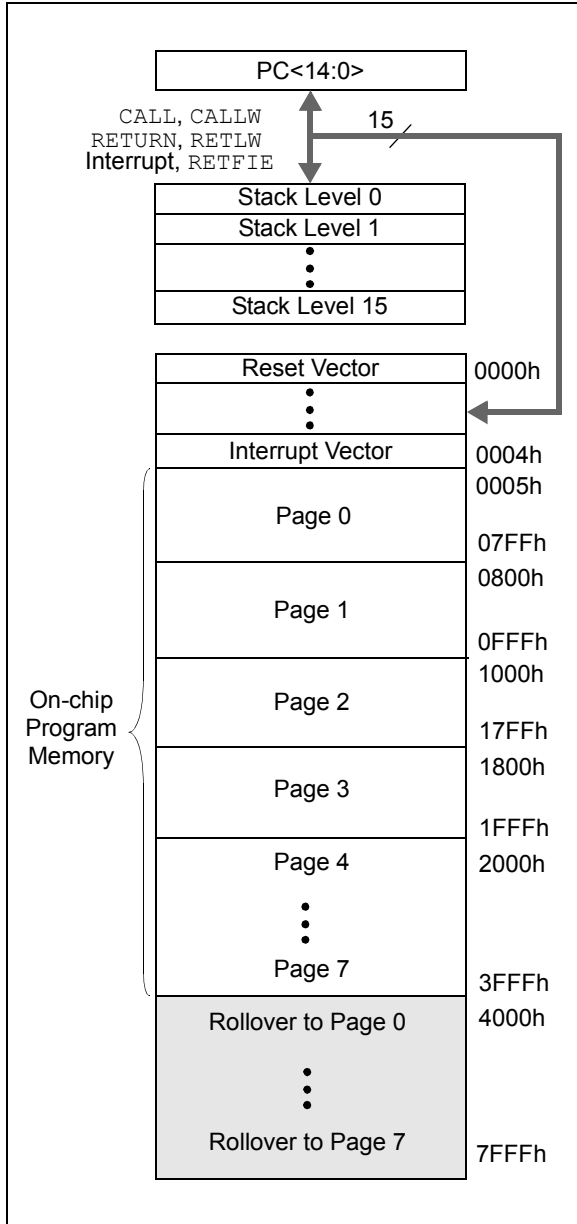 PC<14:0>
CALL, CALLW
RETURN, RETLW
Interrupt, RETFIE
15
Stack Level 0
Stack Level 1
Stack Level 15
Reset Vector
0000h
Interrupt Vector
0004h
0005h
Page 0
07FFh
0800h
Page 1
0FFFh
1000h
Page 2
17FFh
1800h
On-chip
Program
Memory
Page 3
1FFFh
Page 4
2000h
Page 7
3FFFh
Rollover to Page 0
4000h
Rollover to Page 7
7FFFh